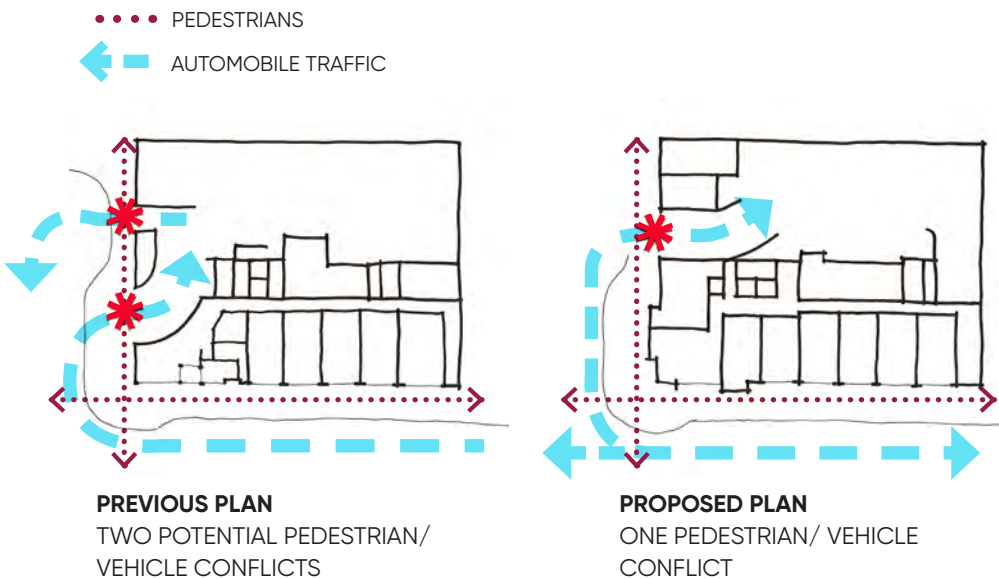 PEDESTRIANS
AUTOMOBILE TRAFFIC
PREVIOUS PLAN
TWO POTENTIAL PEDESTRIAN/
VEHICLE CONFLICTS
PROPOSED PLAN
ONE PEDESTRIAN/ VEHICLE
CONFLICT